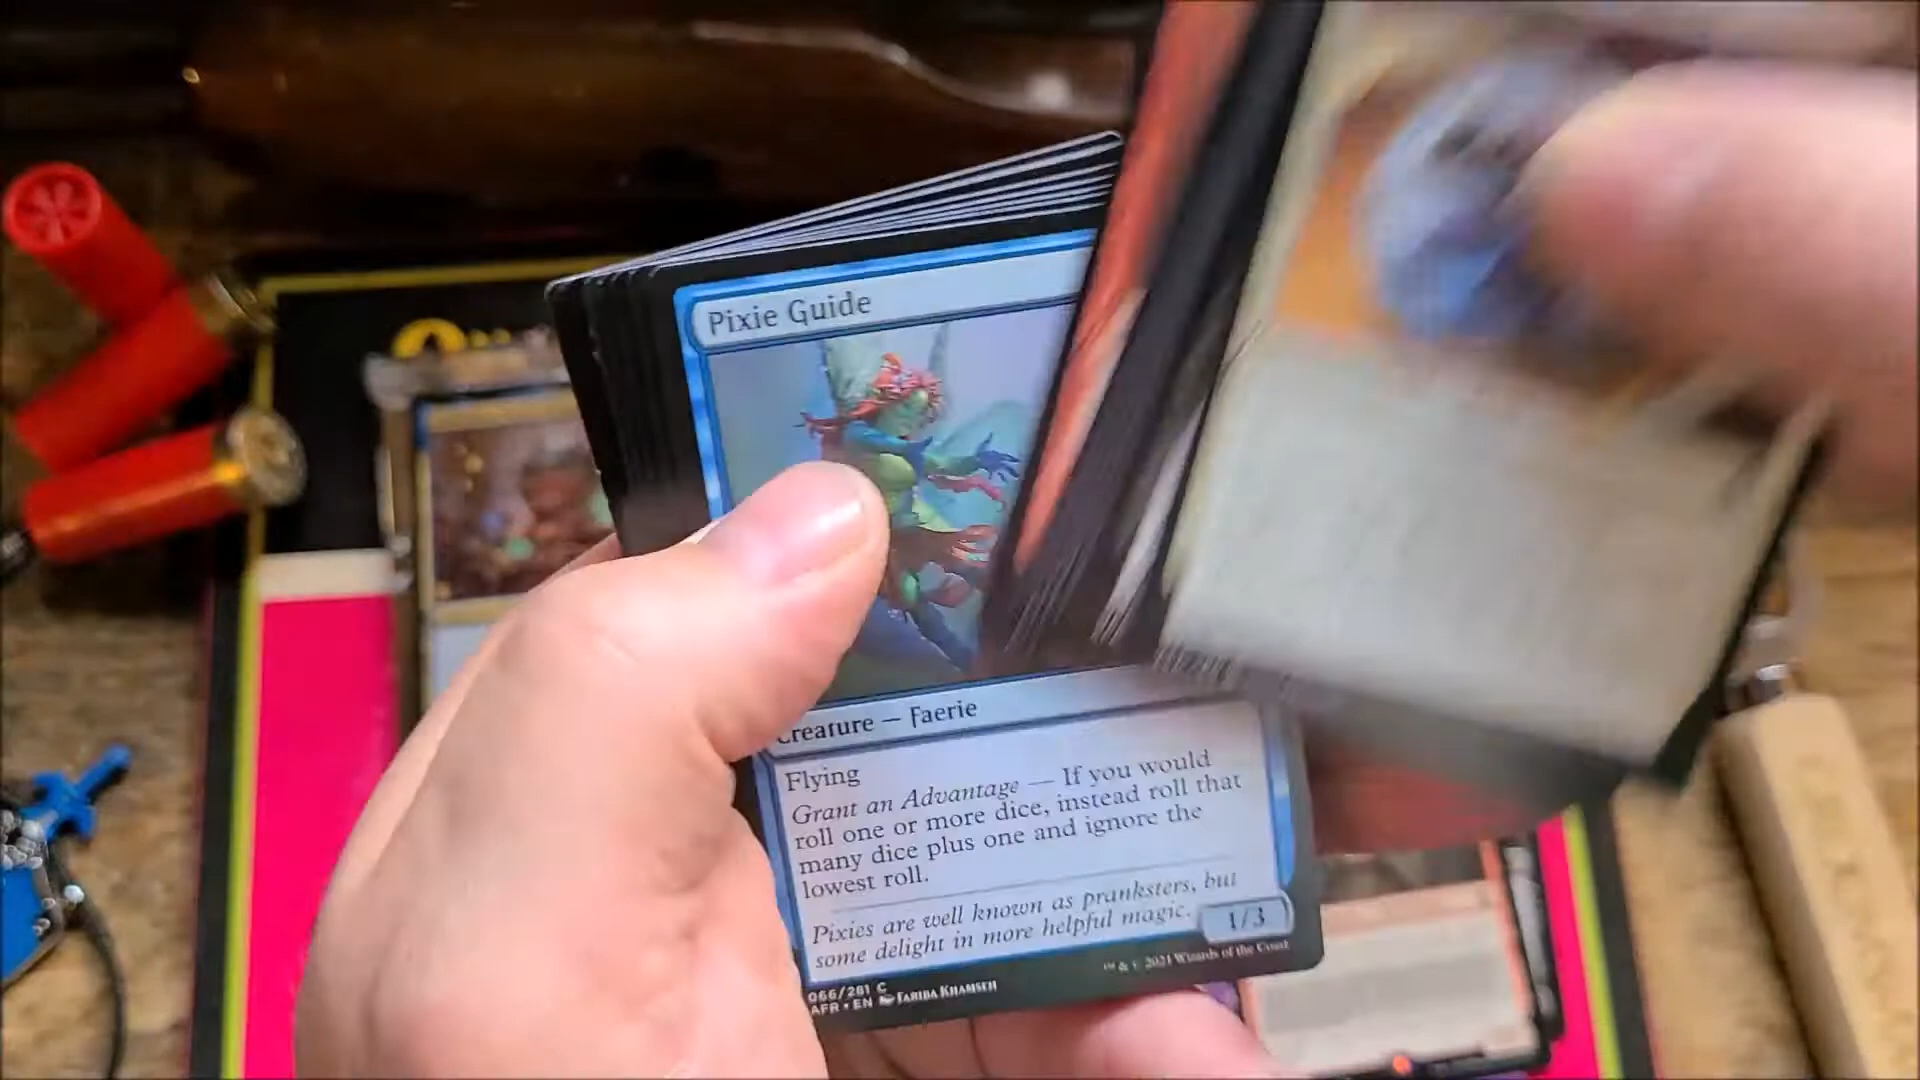 Pixie Guide
Creature — Faerie
Flying
Grant an Advantage — If you would
roll one or more dice, instead roll that
many dice plus one and ignore the
lowest roll.
Pixies are well known as pranksters, but
some delight in more helpful magic.
1/3
066/281 C
™ & © 2021 Wizards of the Coast
AFR • EN Fariba Khamseh